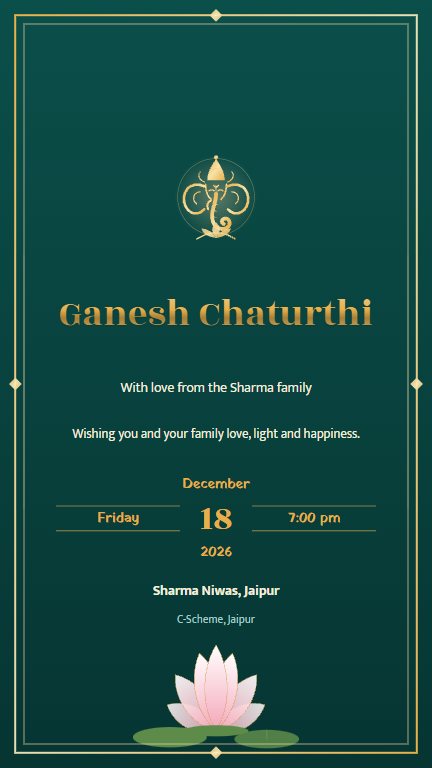 Ganesh Chaturthi
With love from the Sharma family
Wishing you and your family love, light and happiness.
December
Friday 18 7:00 pm
2026
Sharma Niwas, Jaipur
C-Scheme, Jaipur